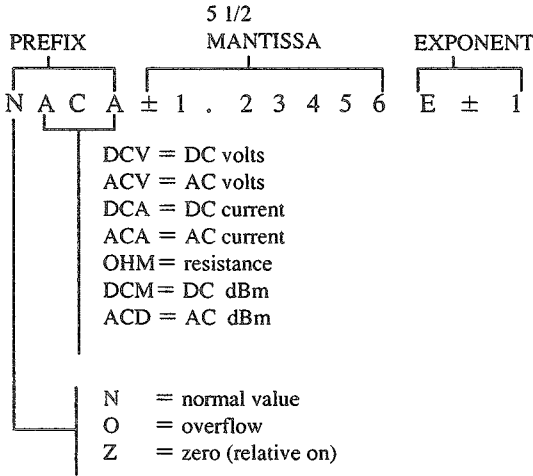 5 1/2
PREFIX MANTISSA EXPONENT
N A C A ± 1 . 2 3 4 5 6 E ± 1
DCV = DC volts
ACV = AC volts
DCA = DC current
ACA = AC current
OHM = resistance
DCM = DC dBm
ACD = AC dBm
N = normal value
O = overflow
Z = zero (relative on)